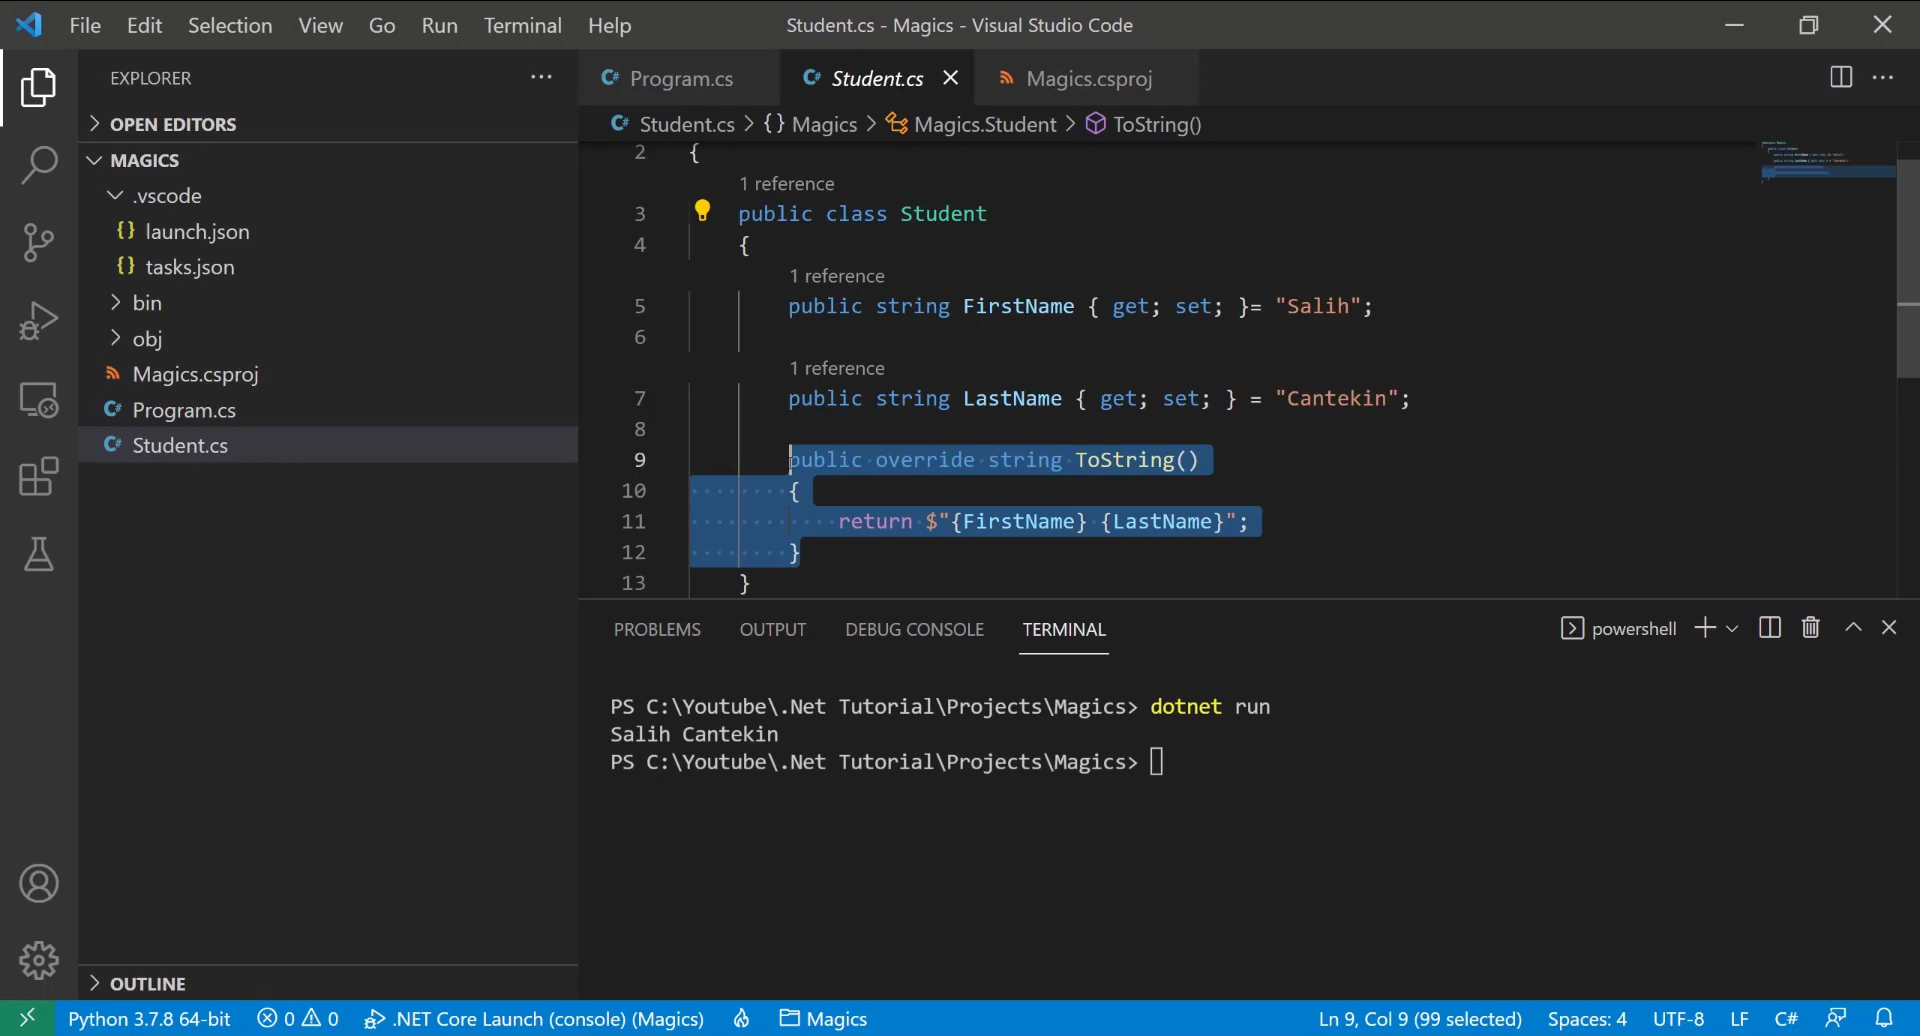 File Edit Selection View Go Run Terminal Help
Student.cs - Magics - Visual Studio Code
EXPLORER
OPEN EDITORS
MAGICS
.vscode
{} launch.json
{} tasks.json
bin
obj
Magics.csproj
C# Program.cs
C# Student.cs
OUTLINE
C# Program.cs
C# Student.cs
Magics.csproj
C# Student.cs > {} Magics > Magics.Student > ToString()
2 {
1 reference
3 public class Student
4 {
1 reference
5 public string FirstName { get; set; }= "Salih";
6
1 reference
7 public string LastName { get; set; } = "Cantekin";
8
9 public override string ToString()
10 {
11 return $"{FirstName} {LastName}";
12 }
13 }
PROBLEMS OUTPUT DEBUG CONSOLE TERMINAL
powershell
PS C:\Youtube\.Net Tutorial\Projects\Magics> dotnet run
Salih Cantekin
PS C:\Youtube\.Net Tutorial\Projects\Magics>
Python 3.7.8 64-bit 0 0 .NET Core Launch (console) (Magics) Magics
Ln 9, Col 9 (99 selected) Spaces: 4 UTF-8 LF C#